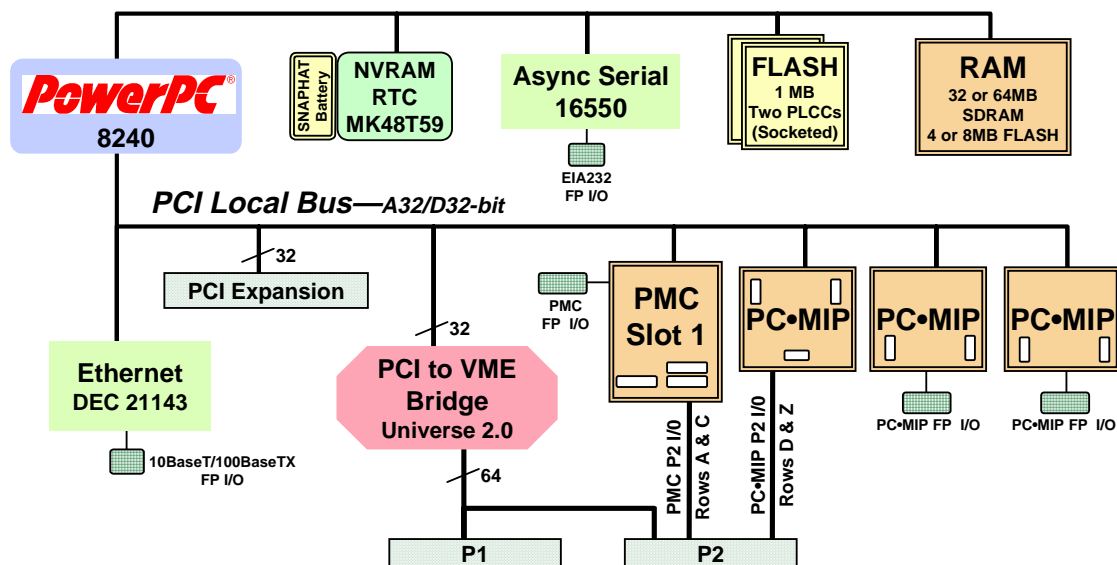 PowerPC®
8240
SNAPHAT
Battery
NVRAM
RTC
MK48T59
Async Serial
16550
EIA232
FP I/O
FLASH
1 MB
Two PLCCs
(Socketed)
RAM
32 or 64MB
SDRAM
4 or 8MB FLASH
PCI Local Bus—A32/D32-bit
32
PCI Expansion
32
PMC
FP I/O
PMC
Slot 1
PC•MIP
PC•MIP
PC•MIP
Ethernet
DEC 21143
PCI to VME
Bridge
Universe 2.0
PC•MIP FP I/O
PC•MIP FP I/O
10BaseT/100BaseTX
FP I/O
64
PMC P2 I/0
Rows A & C
PC•MIP P2 I/0
Rows D & Z
P1
P2